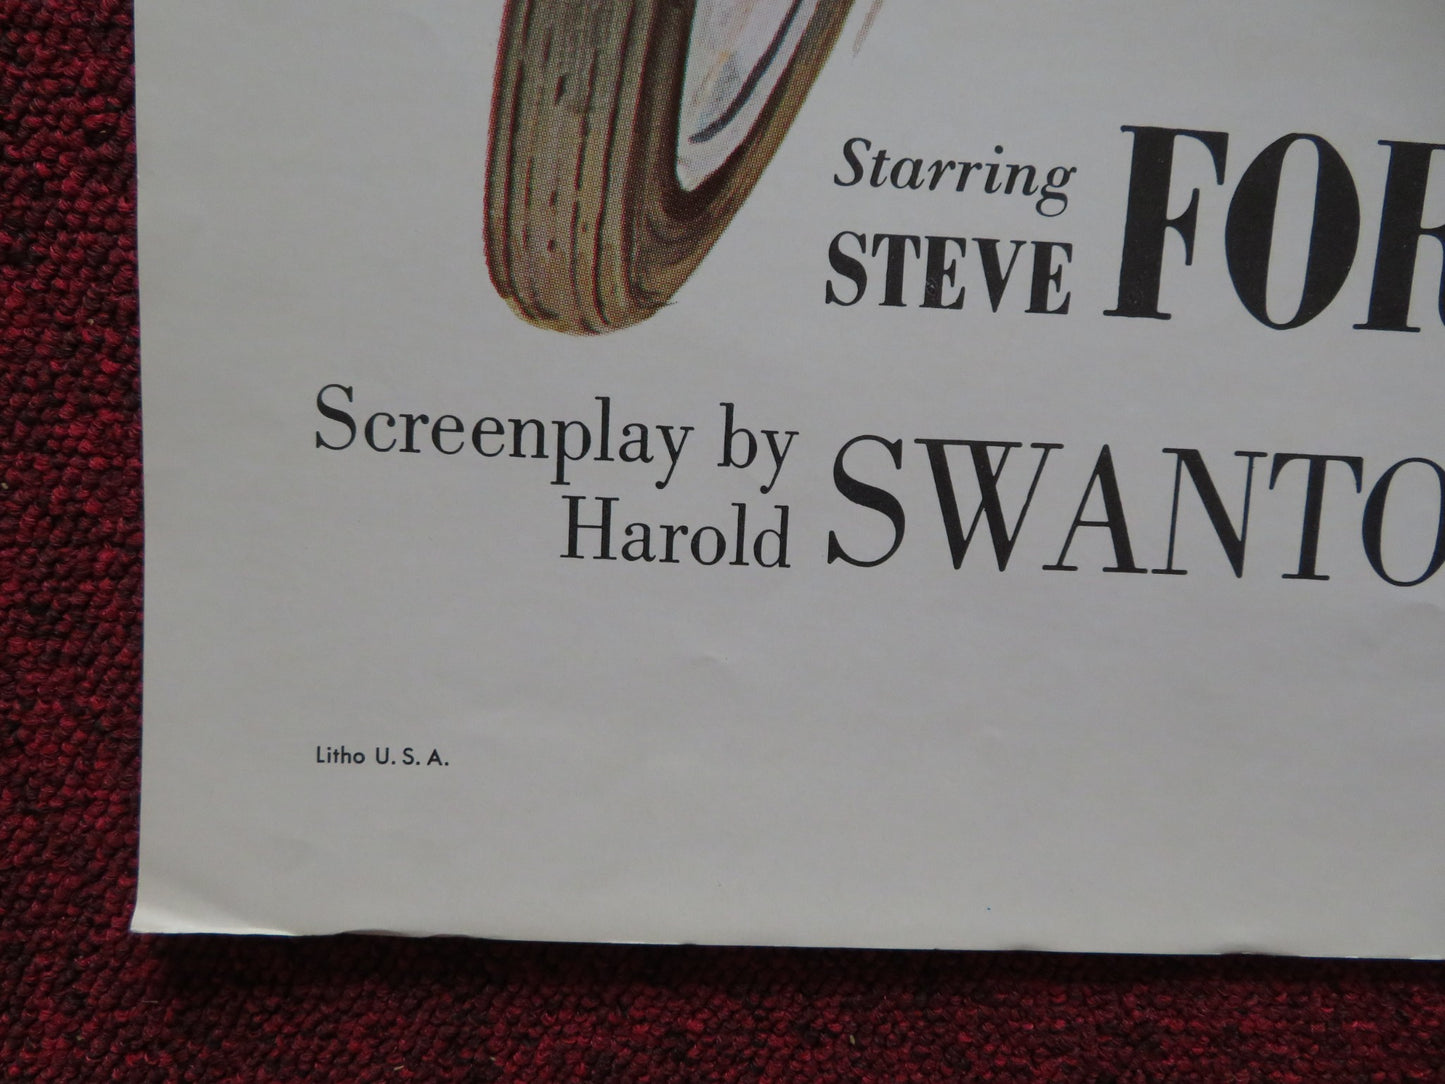 Starring
STEVE FOR
Screenplay by
Harold SWANTO
Litho U. S. A.